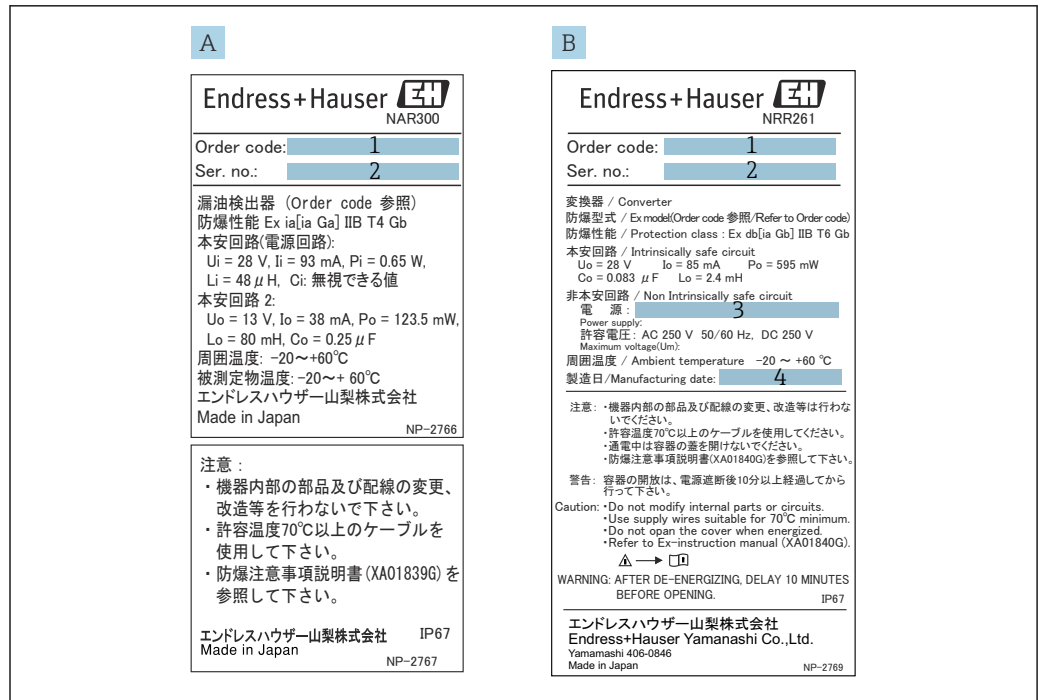 A
Endress+Hauser EH
NAR300
Order code: 1
Ser. no.: 2
漏油検出器 (Order code 参照)
防爆性能 Ex ia[ia Ga] IIB T4 Gb
本安回路(電源回路):
Ui = 28 V, Ii = 93 mA, Pi = 0.65 W,
Li = 48 μH, Ci: 無視できる値
本安回路 2:
Uo = 13 V, Io = 38 mA, Po = 123.5 mW,
Lo = 80 mH, Co = 0.25 μF
周囲温度: -20～+60℃
被測定物温度: -20～+ 60℃
エンドレスハウザー山梨株式会社
Made in Japan
NP-2766
注意：
・機器内部の部品及び配線の変更、
改造等を行わないで下さい。
・許容温度70℃以上のケーブルを
使用して下さい。
・防爆注意事項説明書(XA01839G)を
参照して下さい。
エンドレスハウザー山梨株式会社 IP67
Made in Japan
NP-2767
B
Endress+Hauser EH
NRR261
Order code: 1
Ser. no.: 2
変換器 / Converter
防爆型式 / Ex model(Order code 参照/Refer to Order code)
防爆性能 / Protection class : Ex db[ia Gb] IIB T6 Gb
本安回路 / Intrinsically safe circuit
Uo = 28 V Io = 85 mA Po = 595 mW
Co = 0.083 μF Lo = 2.4 mH
非本安回路 / Non Intrinsically safe circuit
電 源 : 3
Power supply:
許容電圧: AC 250 V 50/60 Hz, DC 250 V
Maximum voltage(Um):
周囲温度 / Ambient temperature -20 ～ +60 ℃
製造日/Manufacturing date: 4
注意: ・機器内部の部品及び配線の変更、改造等は行わな
いでください。
・許容温度70℃以上のケーブルを使用してください。
・通電中は容器の蓋を開けないでください。
・防爆注意事項説明書(XA01840G)を参照して下さい。
警告: 容器の開放は、電源遮断後10分以上経過してから
行って下さい。
Caution: •Do not modify internal parts or circuits.
•Use supply wires suitable for 70℃ minimum.
•Do not opan the cover when energized.
•Refer to Ex-instruction manual (XA01840G).
WARNING: AFTER DE-ENERGIZING, DELAY 10 MINUTES
BEFORE OPENING. IP67
エンドレスハウザー山梨株式会社
Endress+Hauser Yamanashi Co.,Ltd.
Yamamashi 406-0846
Made in Japan NP-2769